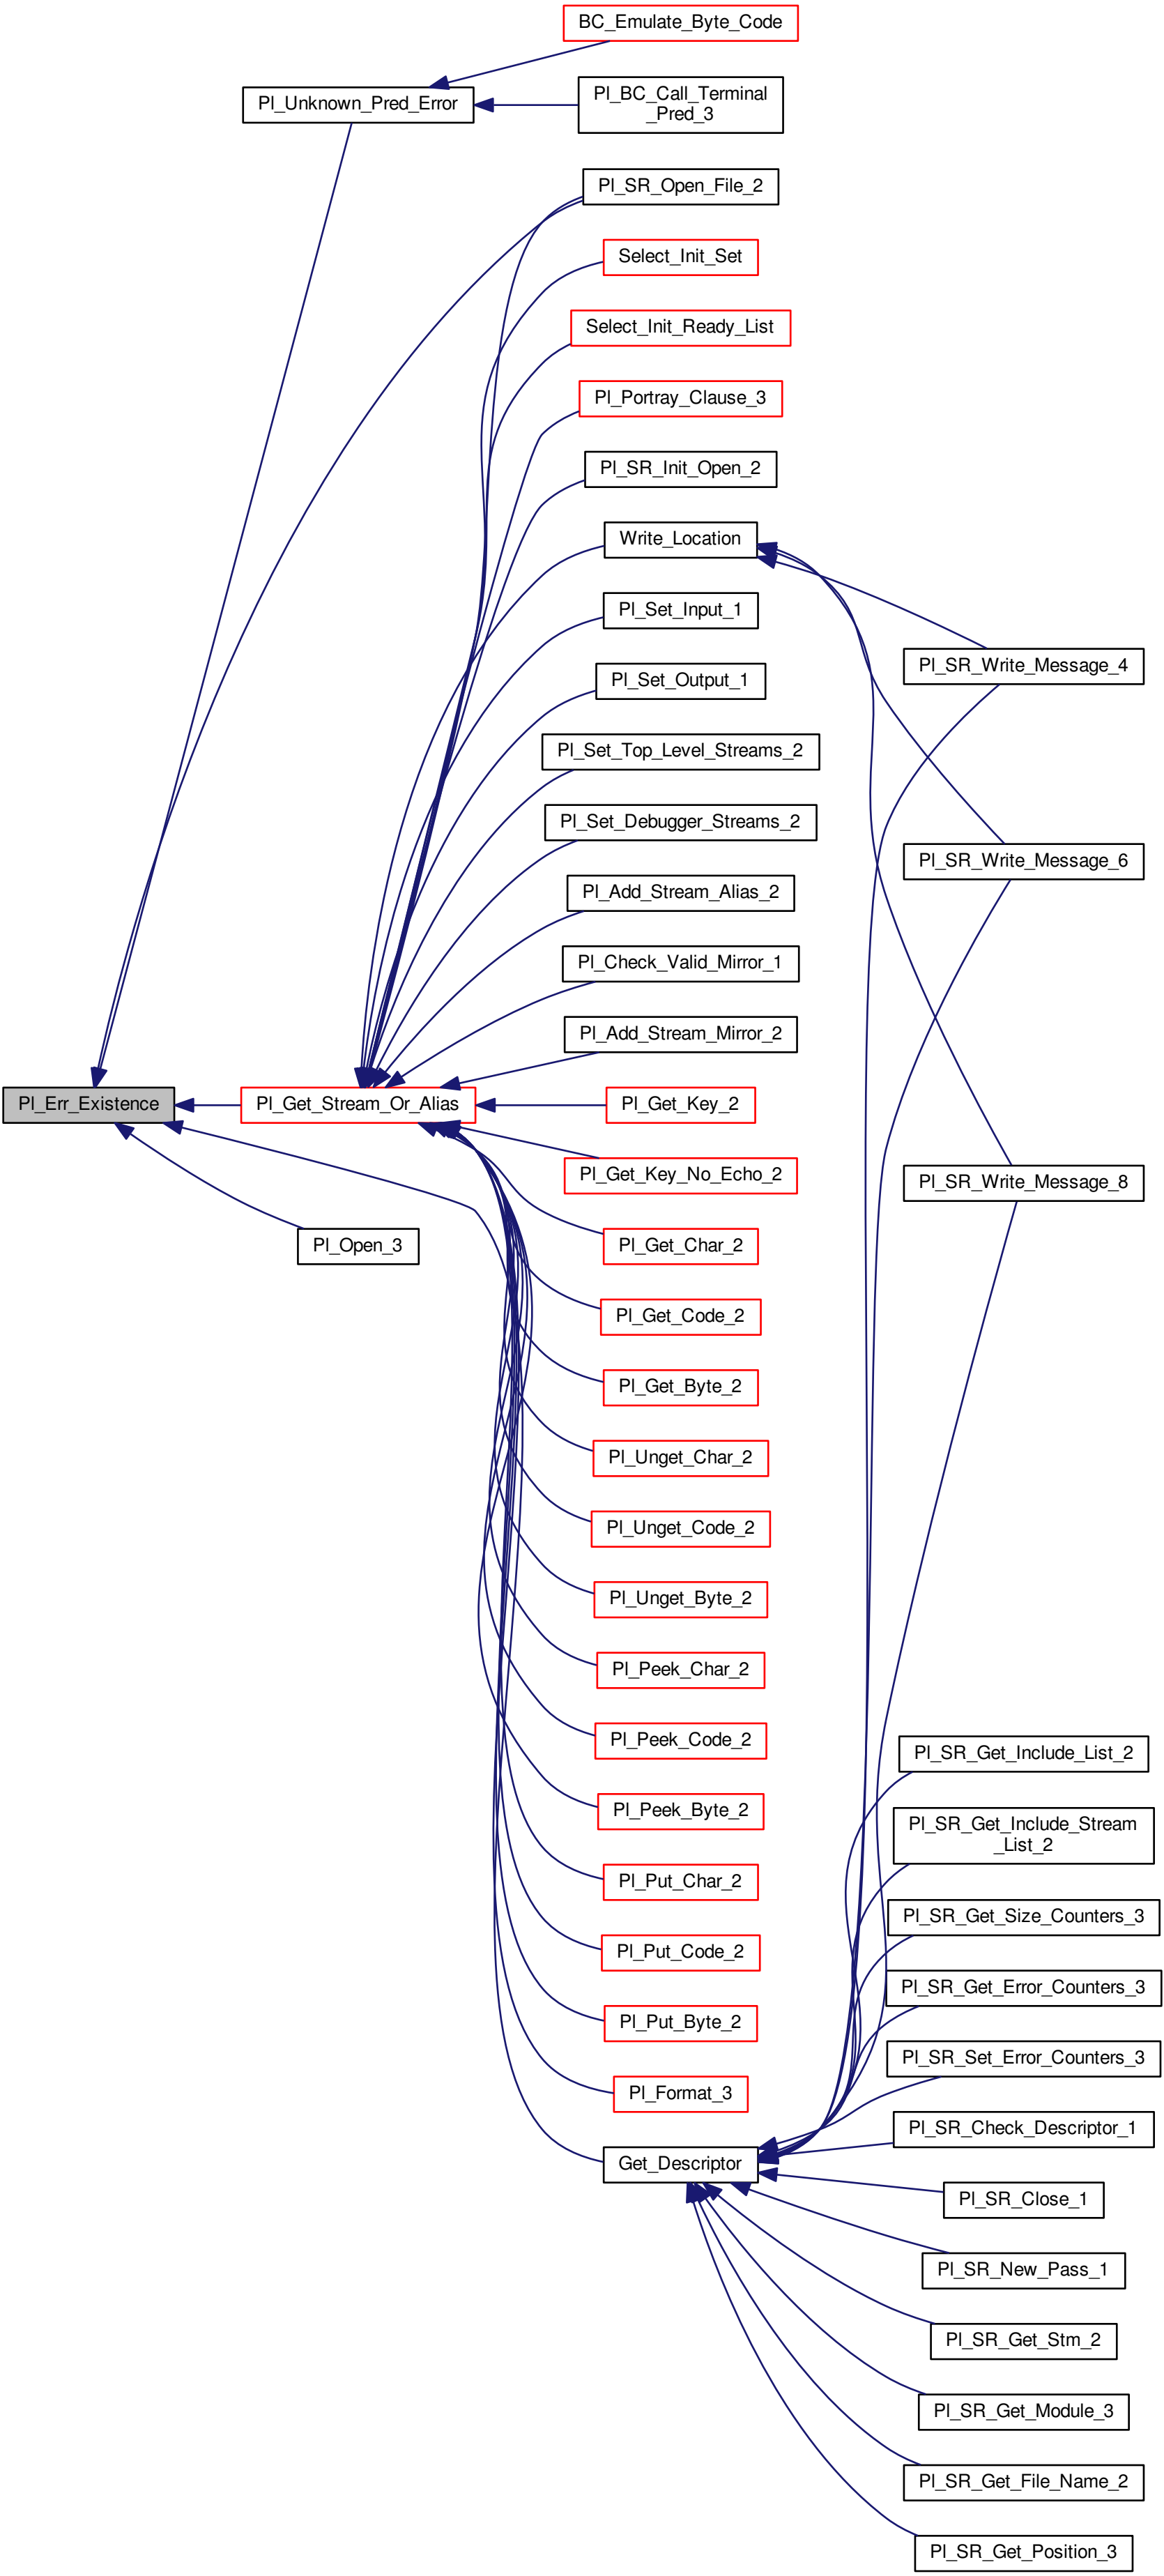 BC_Emulate_Byte_Code
Pl_Unknown_Pred_Error
Pl_BC_Call_Terminal
_Pred_3
Pl_SR_Open_File_2
Select_Init_Set
Select_Init_Ready_List
Pl_Portray_Clause_3
Pl_SR_Init_Open_2
Write_Location
Pl_Set_Input_1
Pl_SR_Write_Message_4
Pl_Set_Output_1
Pl_Set_Top_Level_Streams_2
Pl_Set_Debugger_Streams_2
Pl_SR_Write_Message_6
Pl_Add_Stream_Alias_2
Pl_Check_Valid_Mirror_1
Pl_Add_Stream_Mirror_2
Pl_Err_Existence
Pl_Get_Stream_Or_Alias
Pl_Get_Key_2
Pl_Get_Key_No_Echo_2
Pl_SR_Write_Message_8
Pl_Open_3
Pl_Get_Char_2
Pl_Get_Code_2
Pl_Get_Byte_2
Pl_Unget_Char_2
Pl_Unget_Code_2
Pl_Unget_Byte_2
Pl_Peek_Char_2
Pl_Peek_Code_2
Pl_SR_Get_Include_List_2
Pl_Peek_Byte_2
Pl_SR_Get_Include_Stream
_List_2
Pl_Put_Char_2
Pl_SR_Get_Size_Counters_3
Pl_Put_Code_2
Pl_SR_Get_Error_Counters_3
Pl_Put_Byte_2
Pl_SR_Set_Error_Counters_3
Pl_Format_3
Pl_SR_Check_Descriptor_1
Get_Descriptor
Pl_SR_Close_1
Pl_SR_New_Pass_1
Pl_SR_Get_Stm_2
Pl_SR_Get_Module_3
Pl_SR_Get_File_Name_2
Pl_SR_Get_Position_3